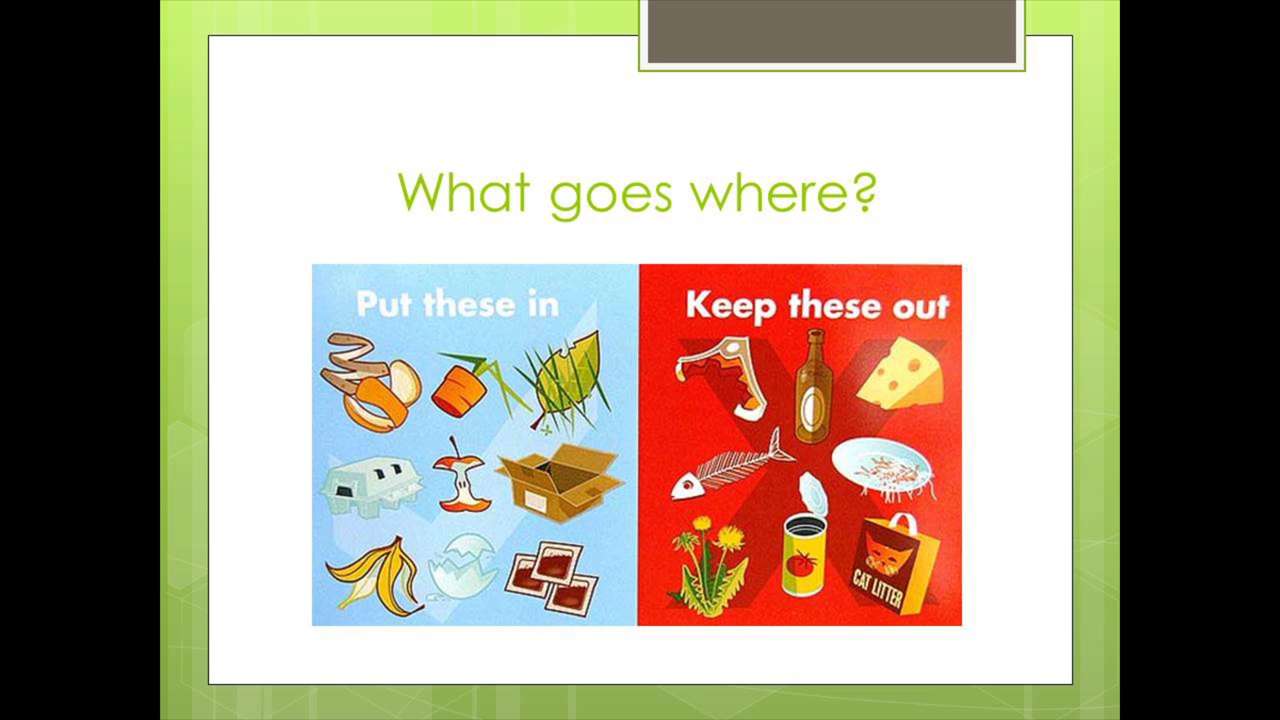 What goes where?
Put these in
Keep these out
CAT LITTER